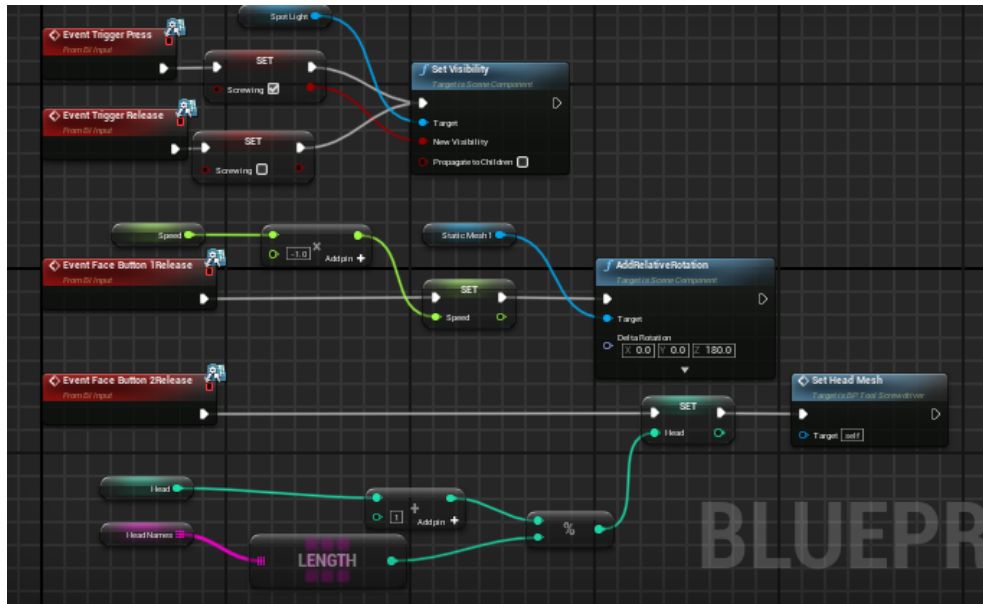 Spot Light
Event Trigger Press
From BI Input
SET
Screwing
Set Visibility
Target is Scene Component
Target
New Visibility
Propagate to Children
Event Trigger Release
From BI Input
SET
Screwing
Speed
-1.0
×
Add pin +
Static Mesh 1
Event Face Button 1Release
From BI Input
SET
Speed
AddRelativeRotation
Target is Scene Component
Target
Delta Rotation
X 0.0 Y 0.0 Z 180.0
Event Face Button 2Release
From BI Input
SET
Head
Set Head Mesh
Target is BP Tool Screwdriver
Target self
Head
1
+
Add pin +
Head Names
LENGTH
%
BLUEPR